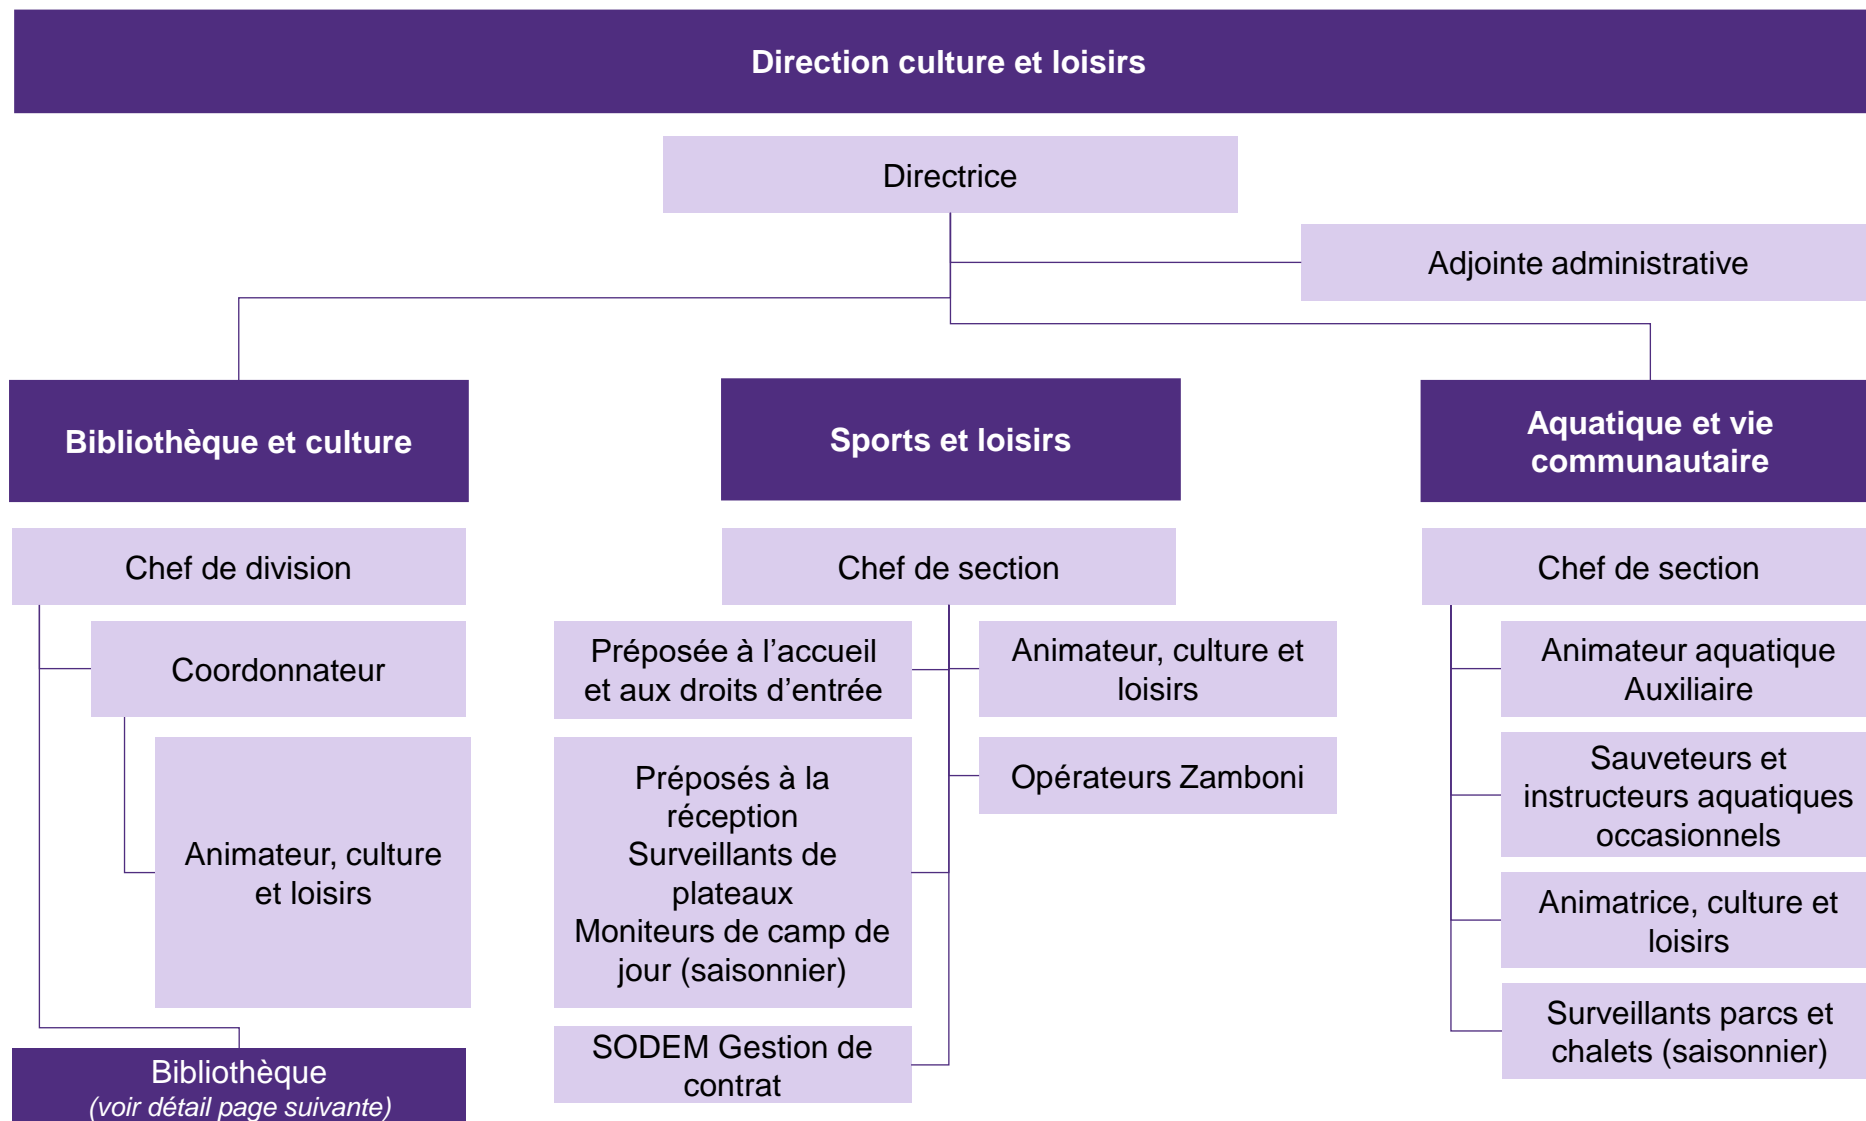 Direction culture et loisirs
Directrice
Adjointe administrative
Bibliothèque et culture
Sports et loisirs
Aquatique et vie
communautaire
Chef de division
Coordonnateur
Animateur, culture
et loisirs
Bibliothèque
(voir détail page suivante)
Chef de section
Préposée à l’accueil
et aux droits d’entrée
Préposés à la
réception
Surveillants de
plateaux
Moniteurs de camp de
jour (saisonnier)
SODEM Gestion de
contrat
Animateur, culture et
loisirs
Opérateurs Zamboni
Chef de section
Animateur aquatique
Auxiliaire
Sauveteurs et
instructeurs aquatiques
occasionnels
Animatrice, culture et
loisirs
Surveillants parcs et
chalets (saisonnier)